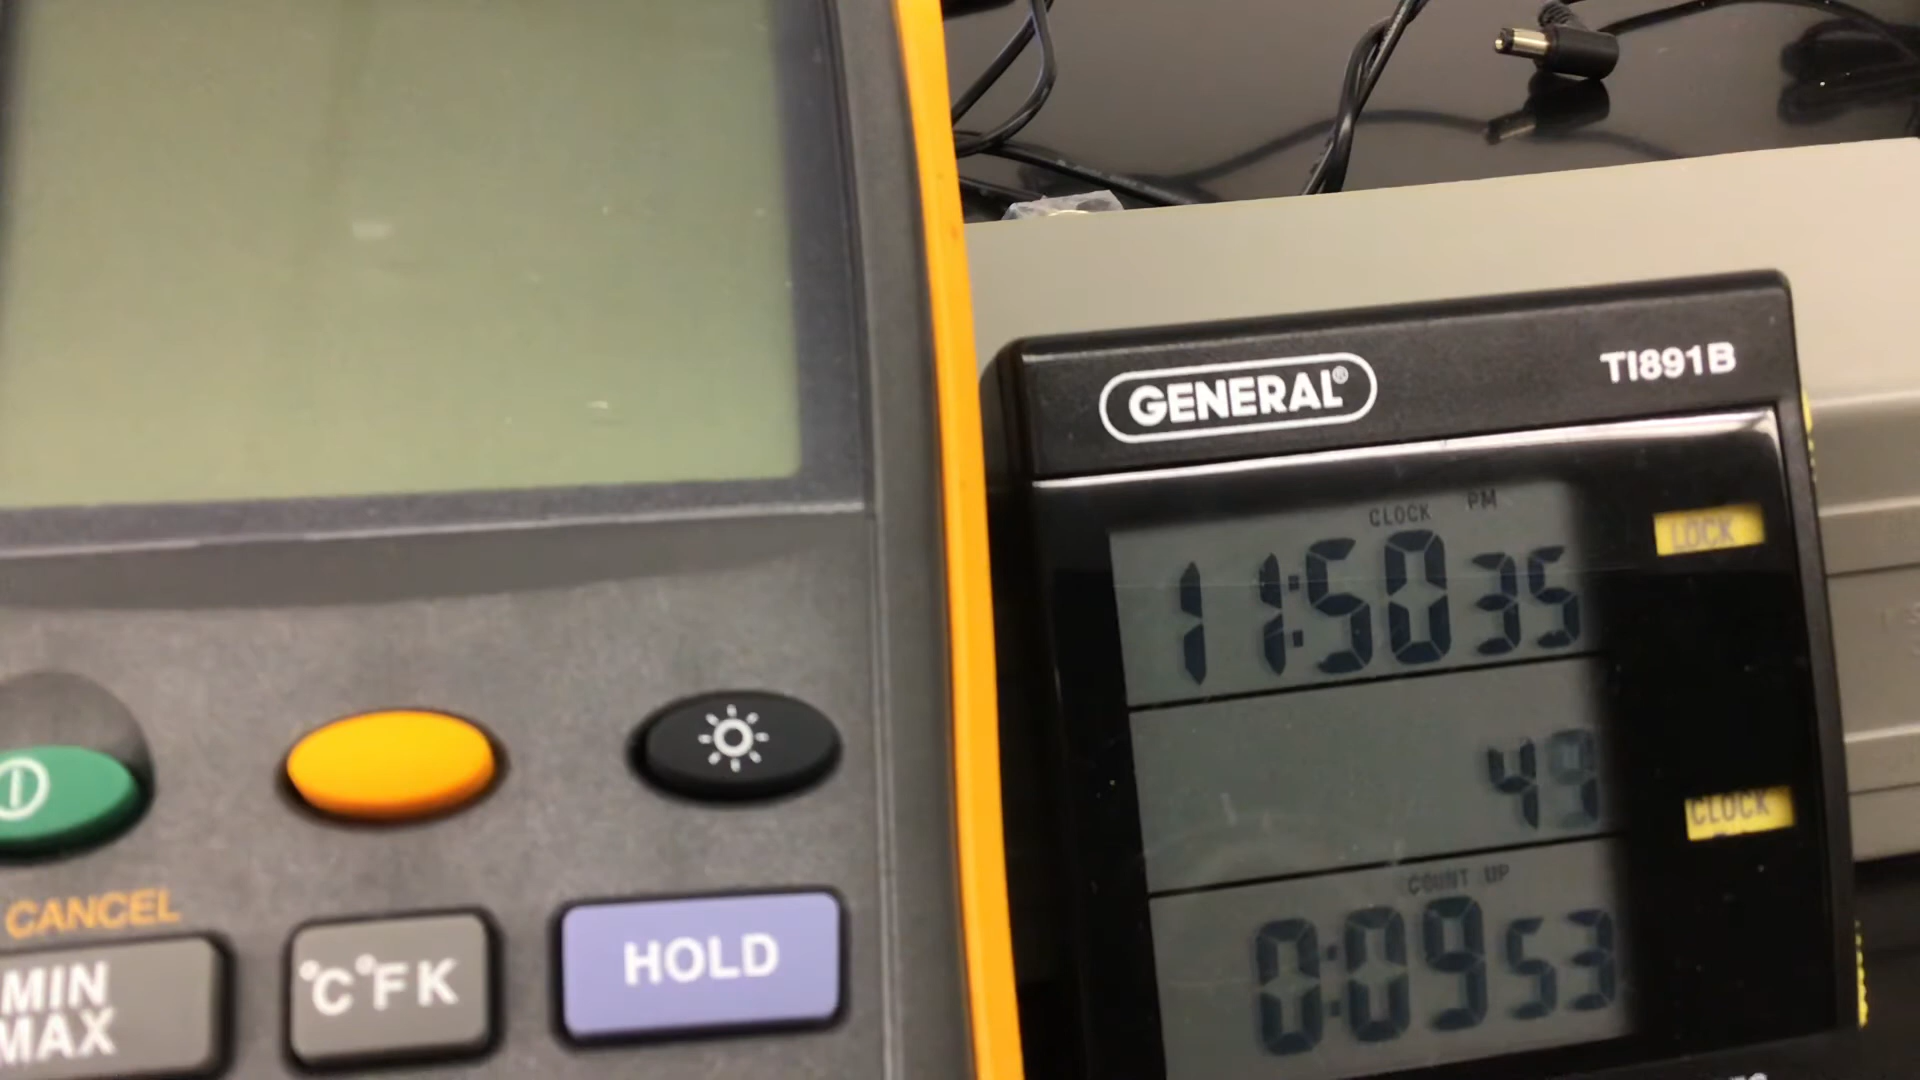 CANCEL
MIN
MAX
°C°F K
HOLD
GENERAL®
TI891B
CLOCK PM
11:50 35
LOCK
49
CLOCK
COUNT UP
0:09 53